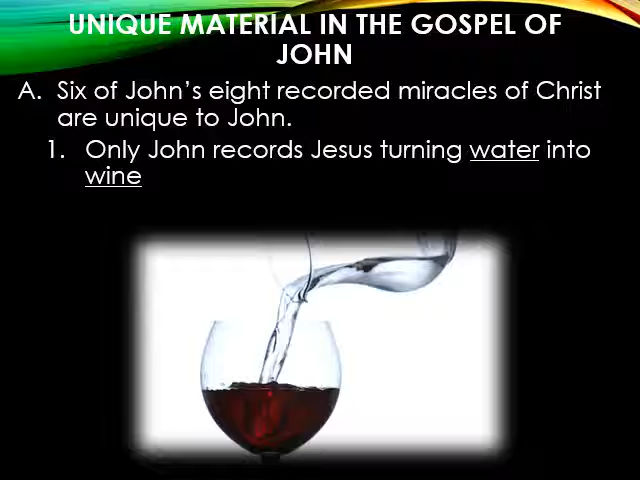 UNIQUE MATERIAL IN THE GOSPEL OF
JOHN
A. Six of John’s eight recorded miracles of Christ
are unique to John.
1. Only John records Jesus turning water into
wine